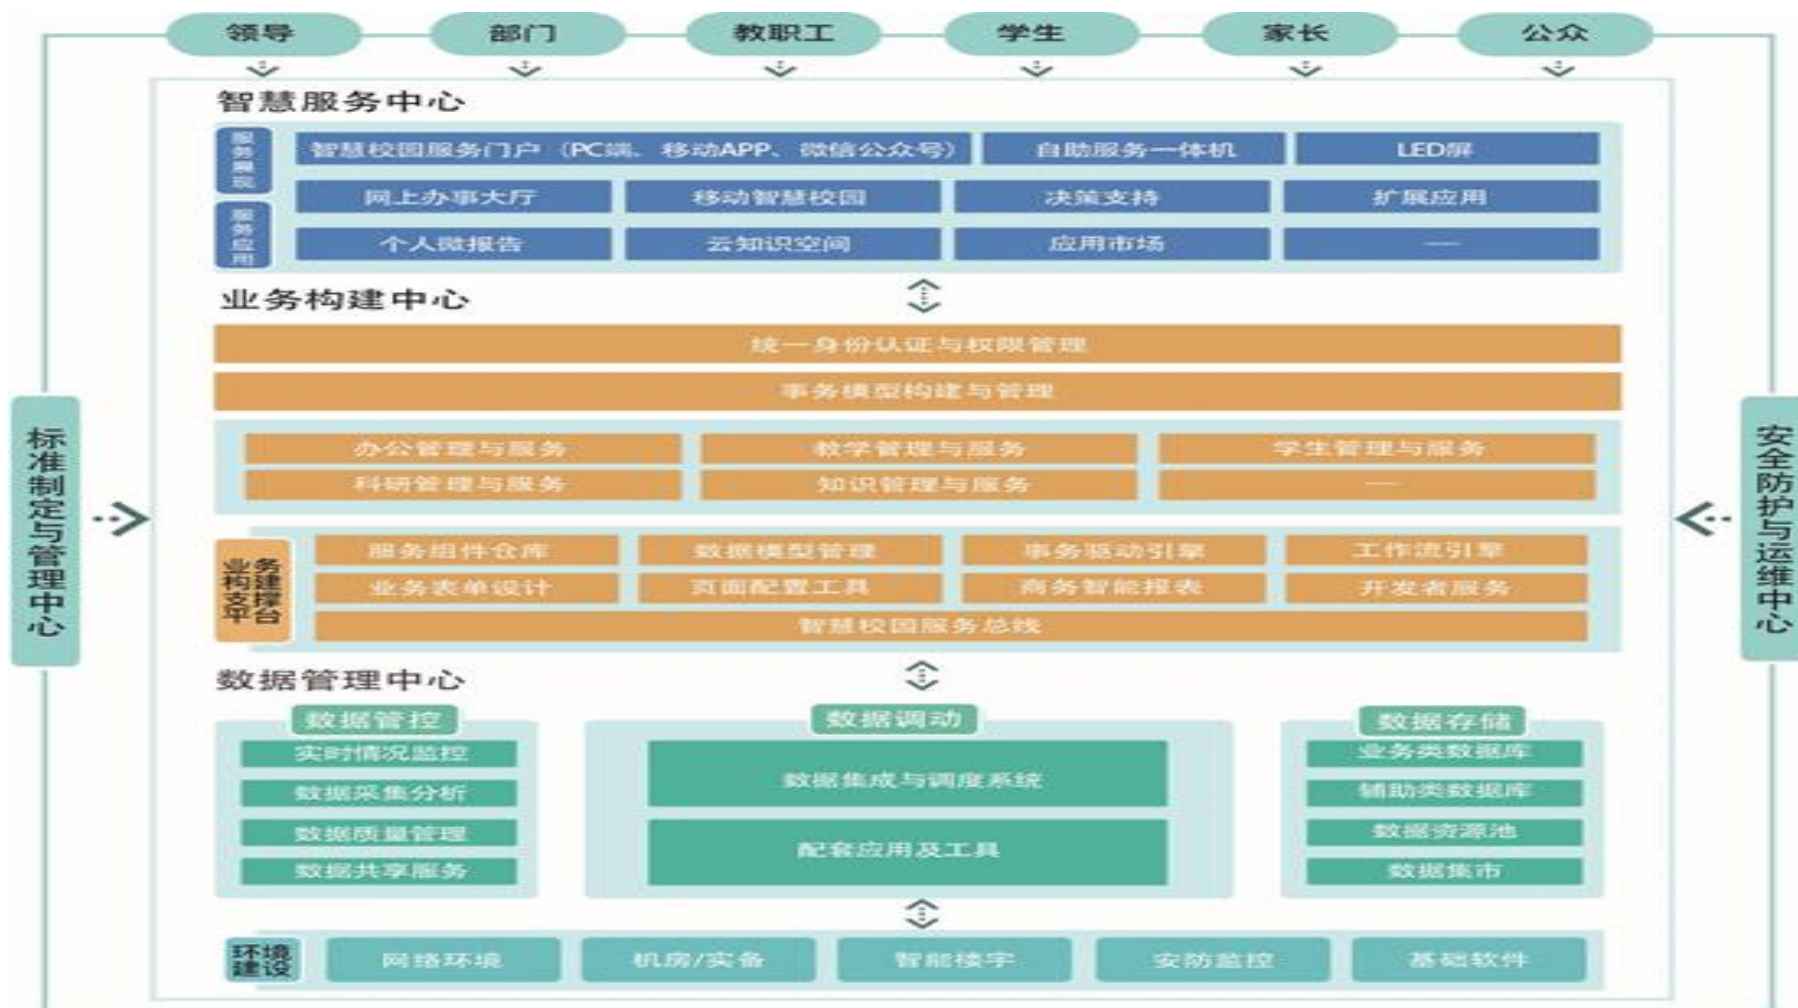 领导
部门
教职工
学生
家长
公众
智慧服务中心
服务展现
智慧校园服务门户（PC端、移动APP、微信公众号）
自助服务一体机
LED屏
服务应用
网上办事大厅
移动智慧校园
决策支持
扩展应用
个人微报告
云知识空间
应用市场
—
业务构建中心
统一身份认证与权限管理
事务模型构建与管理
办公管理与服务
教学管理与服务
学生管理与服务
科研管理与服务
知识管理与服务
—
业务构建支撑平台
服务组件仓库
数据模型管理
事务驱动引擎
工作流引擎
业务表单设计
页面配置工具
商务智能报表
开发者服务
智慧校园服务总线
数据管理中心
数据管控
实时情况监控
数据采集分析
数据质量管理
数据共享服务
数据调动
数据集成与调度系统
配套应用及工具
数据存储
业务类数据库
辅助类数据库
数据资源池
数据集市
环境建设
网络环境
机房/实备
智能楼宇
安防监控
基础软件
标准制定与管理中心
安全防护与运维中心